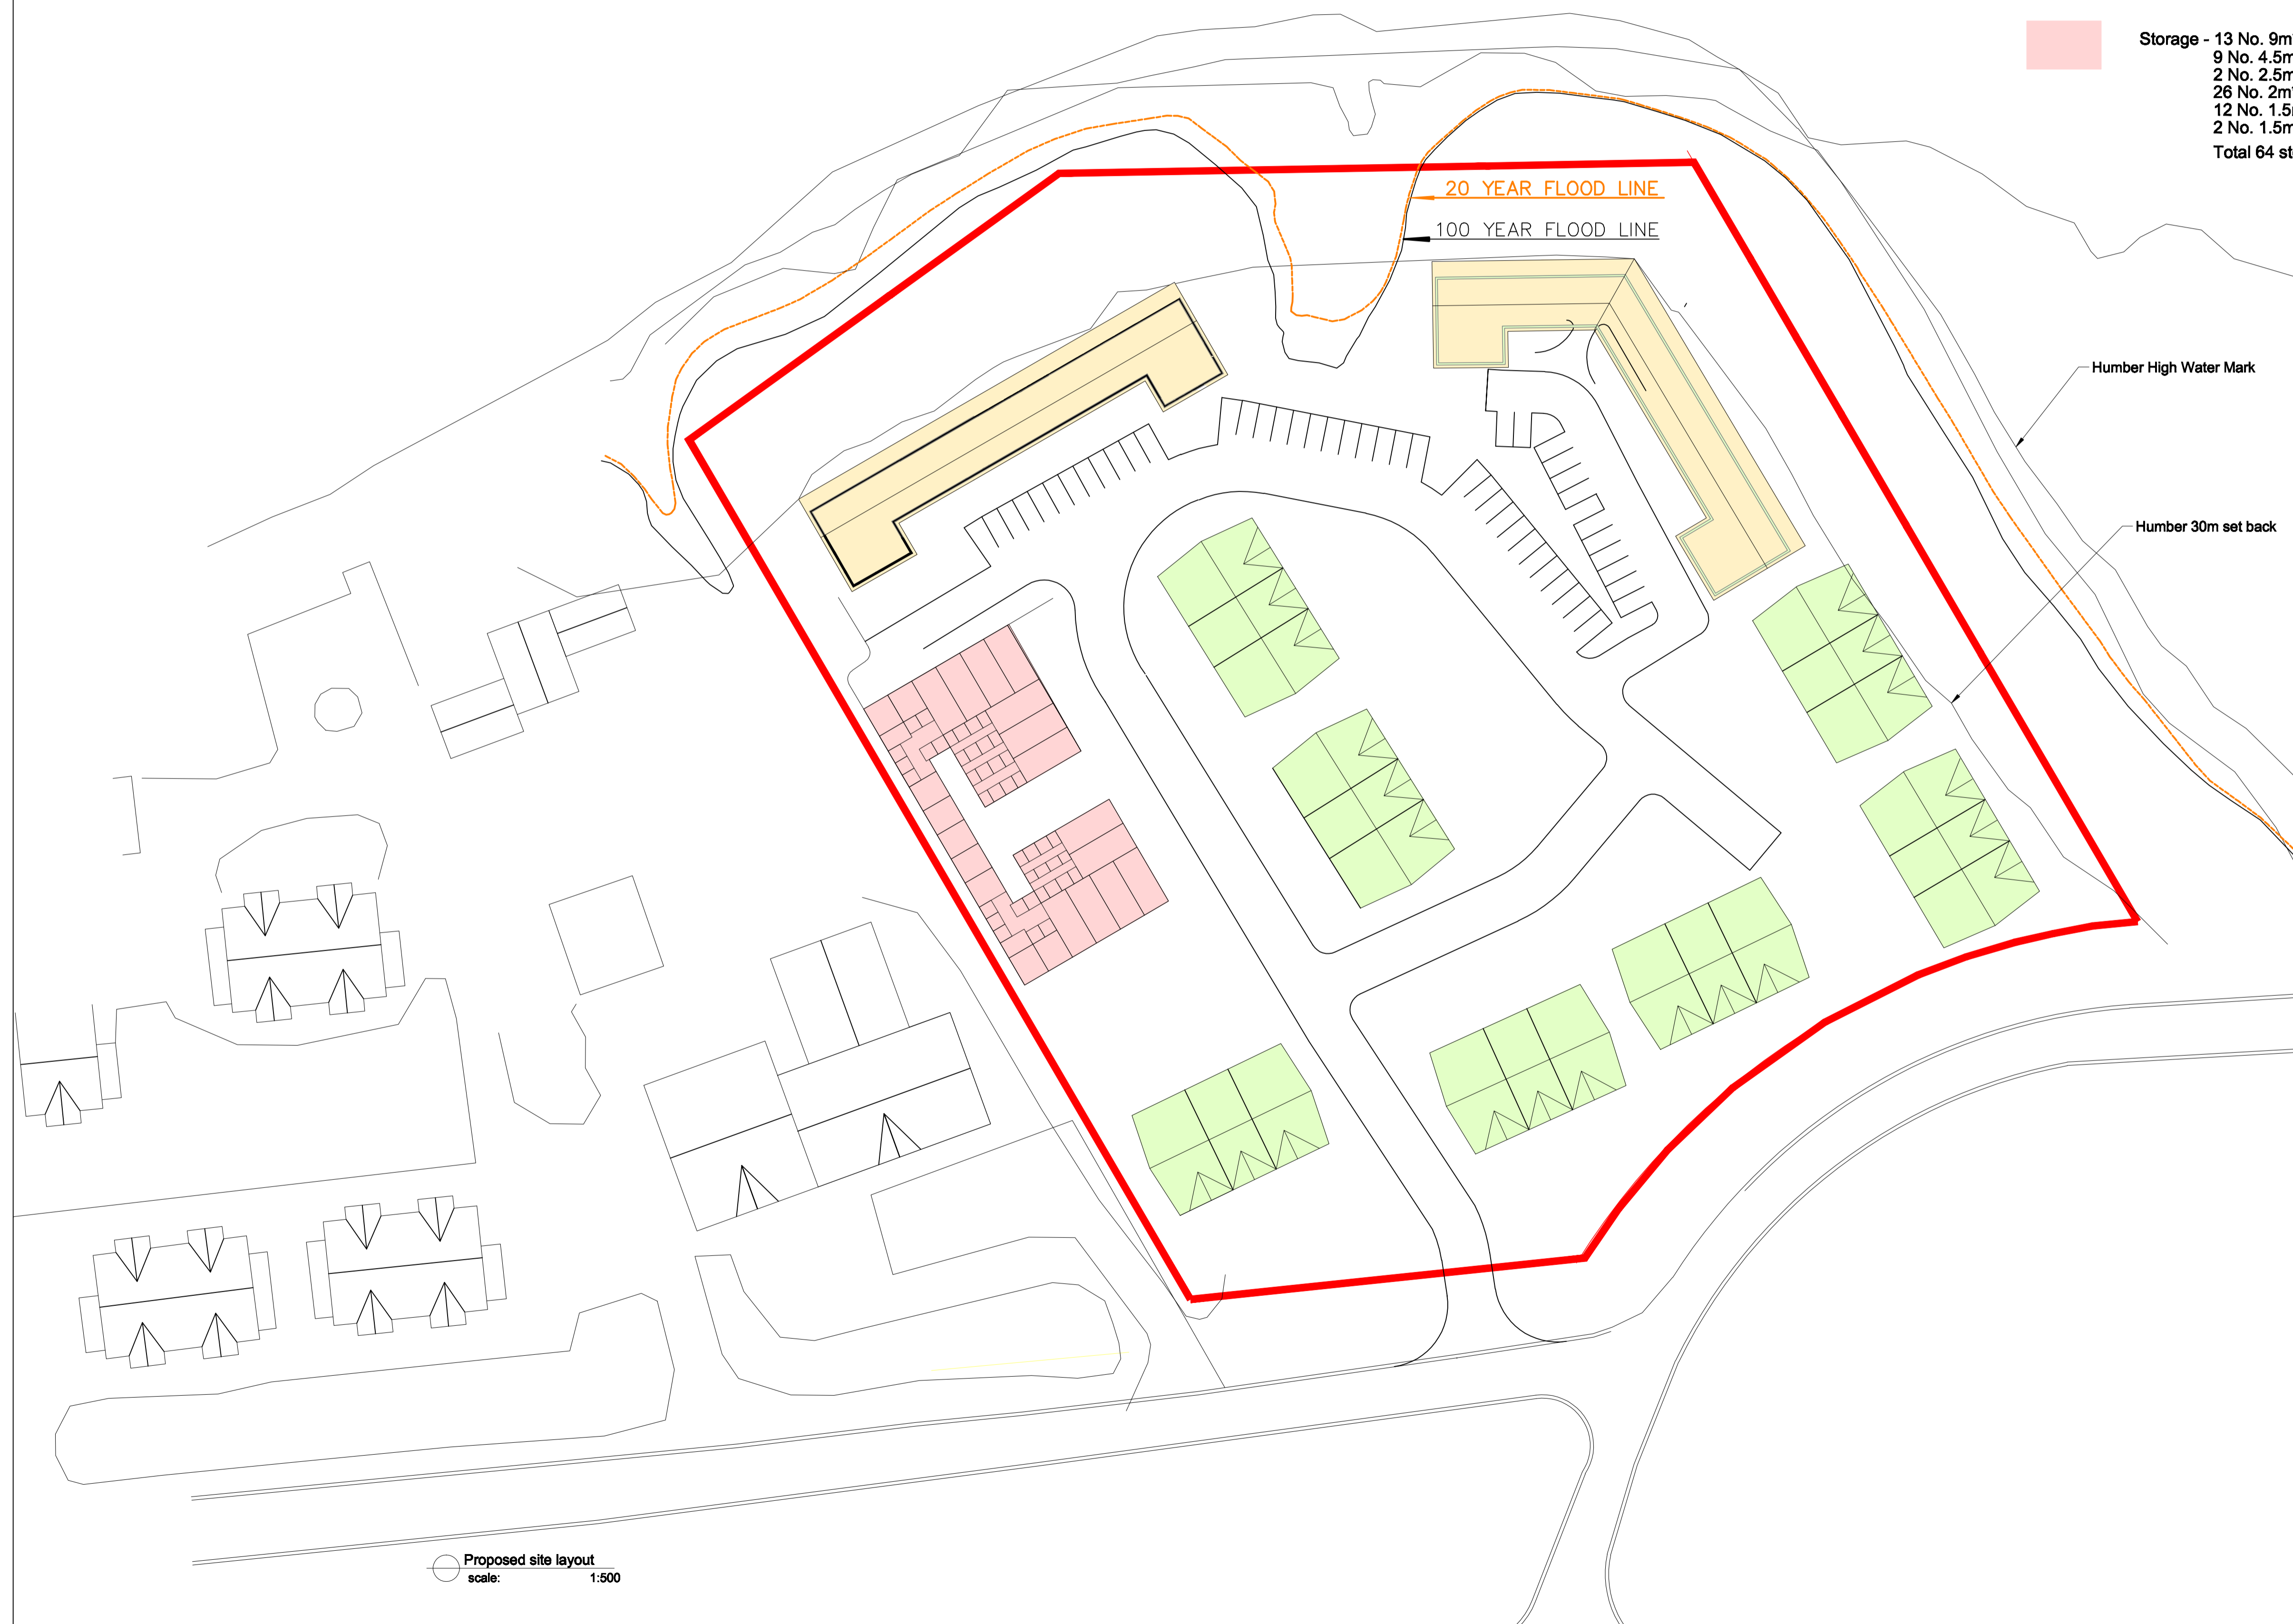 Storage - 13 No. 9m
9 No. 4.5m
2 No. 2.5m
26 No. 2m
12 No. 1.5
2 No. 1.5m
Total 64 st
20 YEAR FLOOD LINE
100 YEAR FLOOD LINE
Humber High Water Mark
Humber 30m set back
Proposed site layout
scale: 1:500